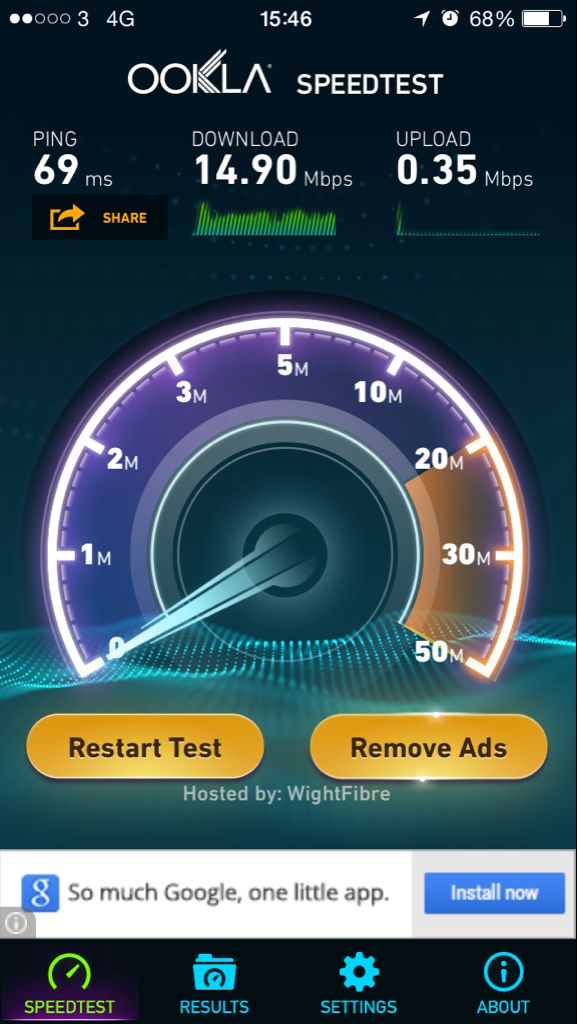 3 4G 15:46 68%
OOKLA SPEEDTEST
PING DOWNLOAD UPLOAD
69 ms 14.90 Mbps 0.35 Mbps
SHARE
5M
3M 10M
2M 20M
1M 30M
0 50M
Restart Test Remove Ads
Hosted by: WightFibre
g So much Google, one little app. Install now
SPEEDTEST RESULTS SETTINGS ABOUT